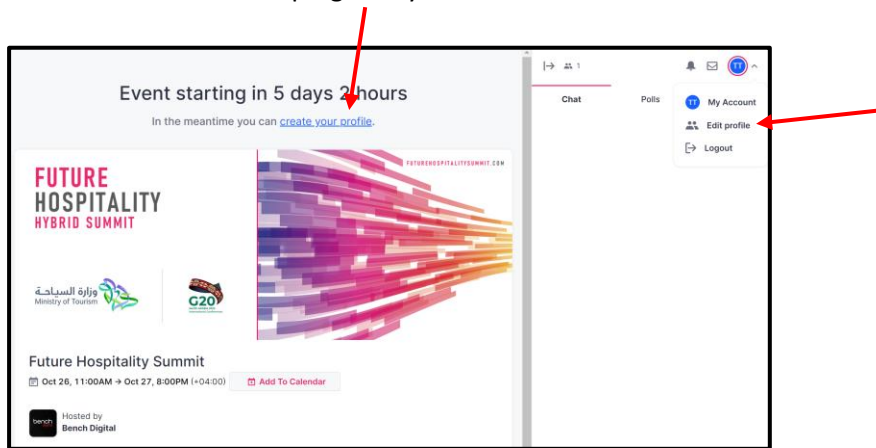 Event starting in 5 days 2 hours
In the meantime you can create your profile.
FUTUREHOSPITALITYSUMMIT.COM
FUTURE
HOSPITALITY
HYBRID SUMMIT
وزارة السياحة
Ministry of Tourism
G20
Future Hospitality Summit
Oct 26, 11:00AM → Oct 27, 8:00PM (+04:00)
Add To Calendar
bench
Hosted by
Bench Digital
1
TT
Chat
Polls
TT My Account
Edit profile
Logout